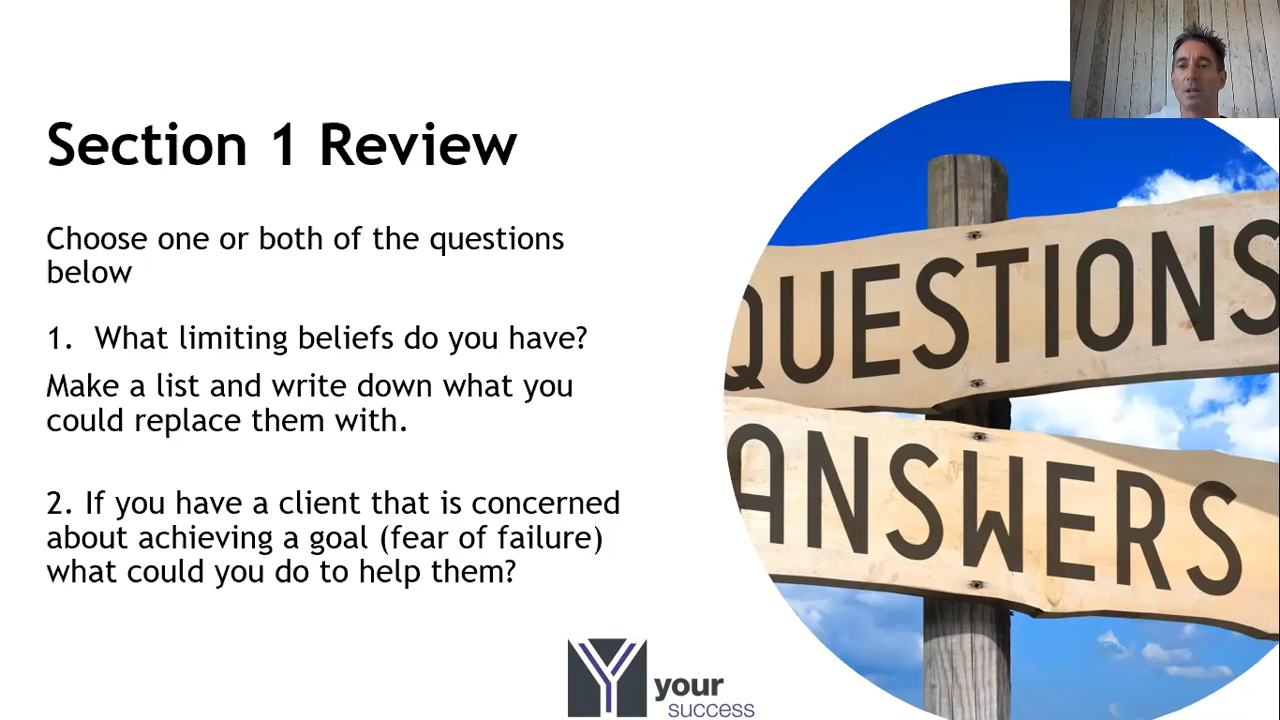 Section 1 Review
Choose one or both of the questions
below
1. What limiting beliefs do you have?
Make a list and write down what you
could replace them with.
2. If you have a client that is concerned
about achieving a goal (fear of failure)
what could you do to help them?
QUESTIONS
ANSWERS
Y your
success